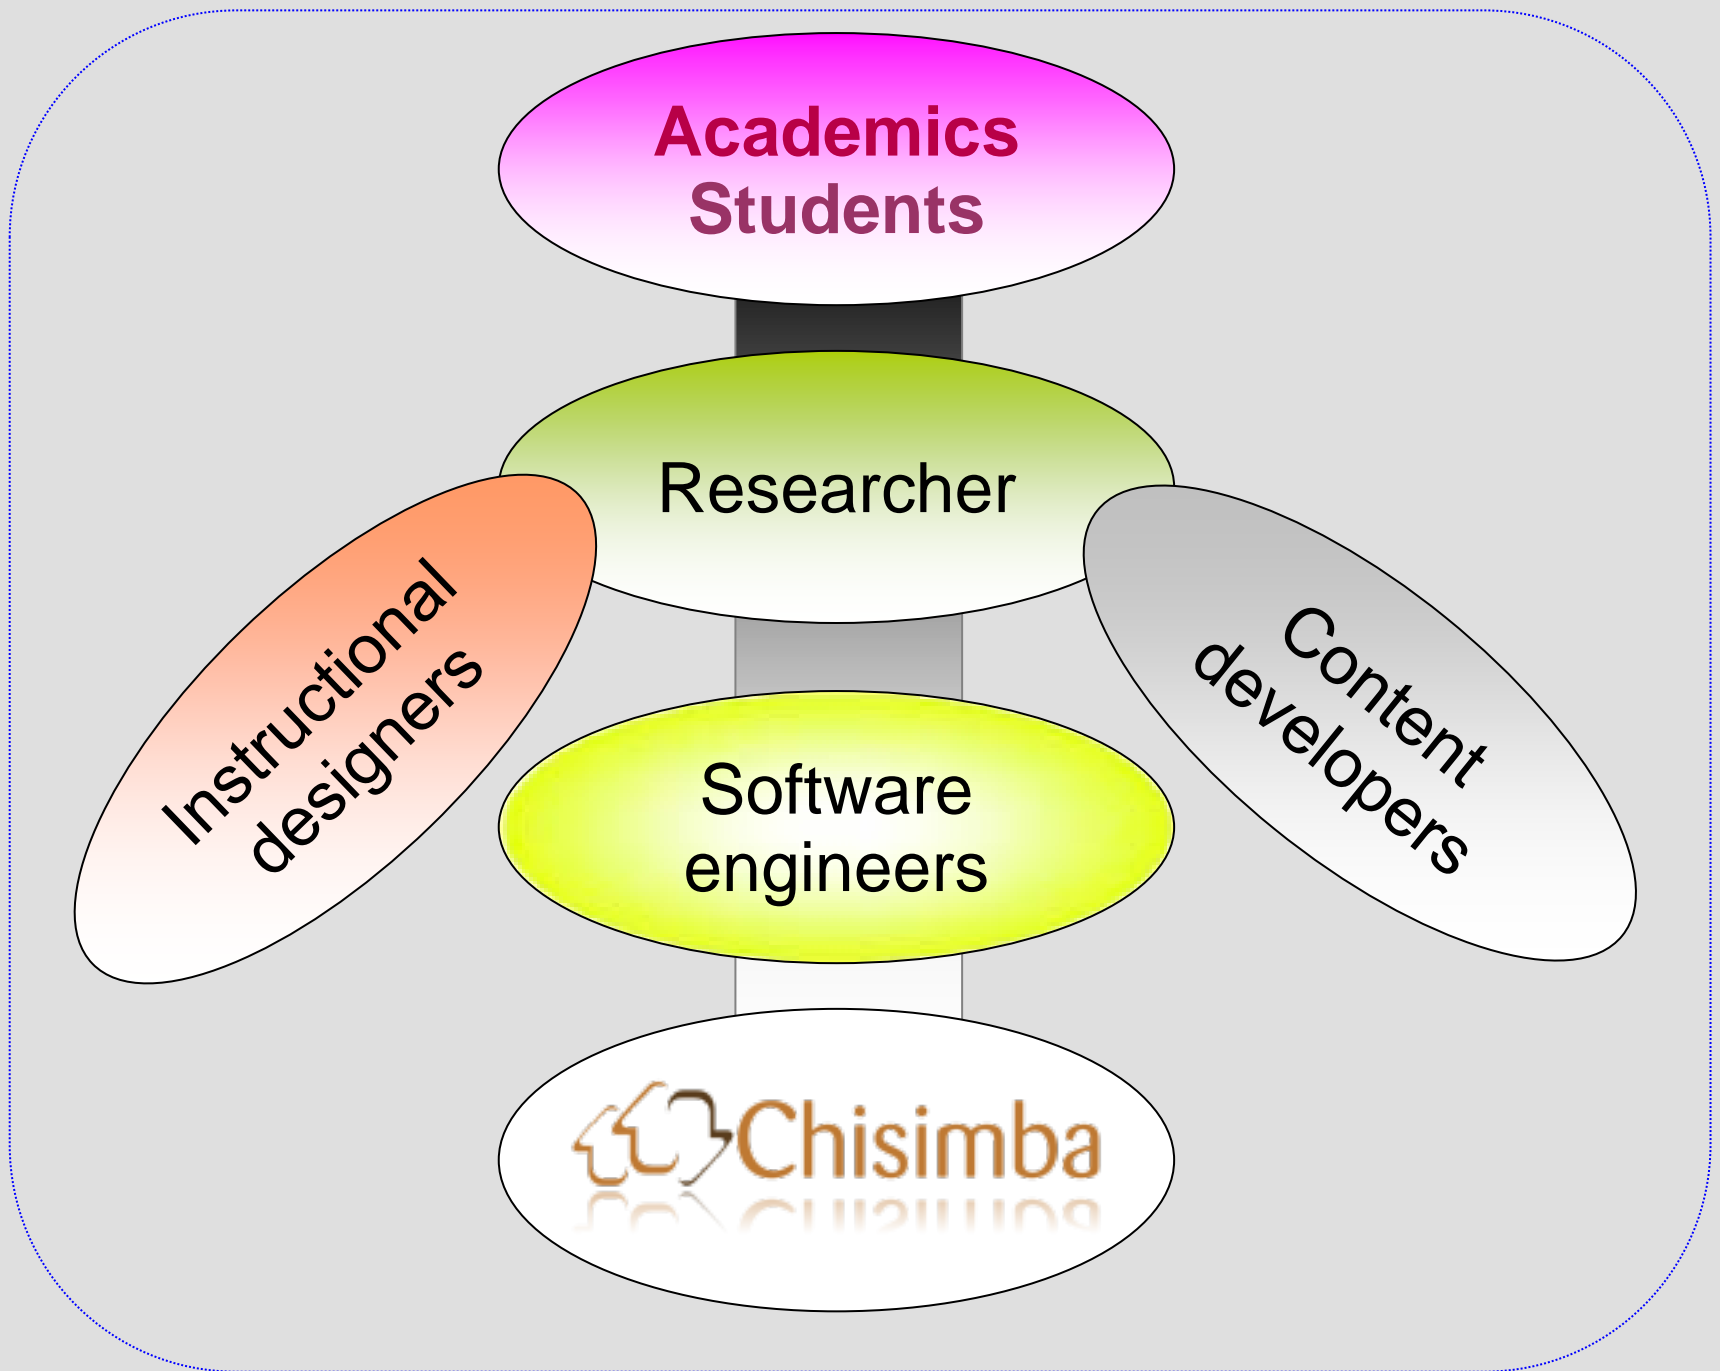 Academics
Students
Researcher
Instructional
designers
Content
developers
Software
engineers
Chisimba